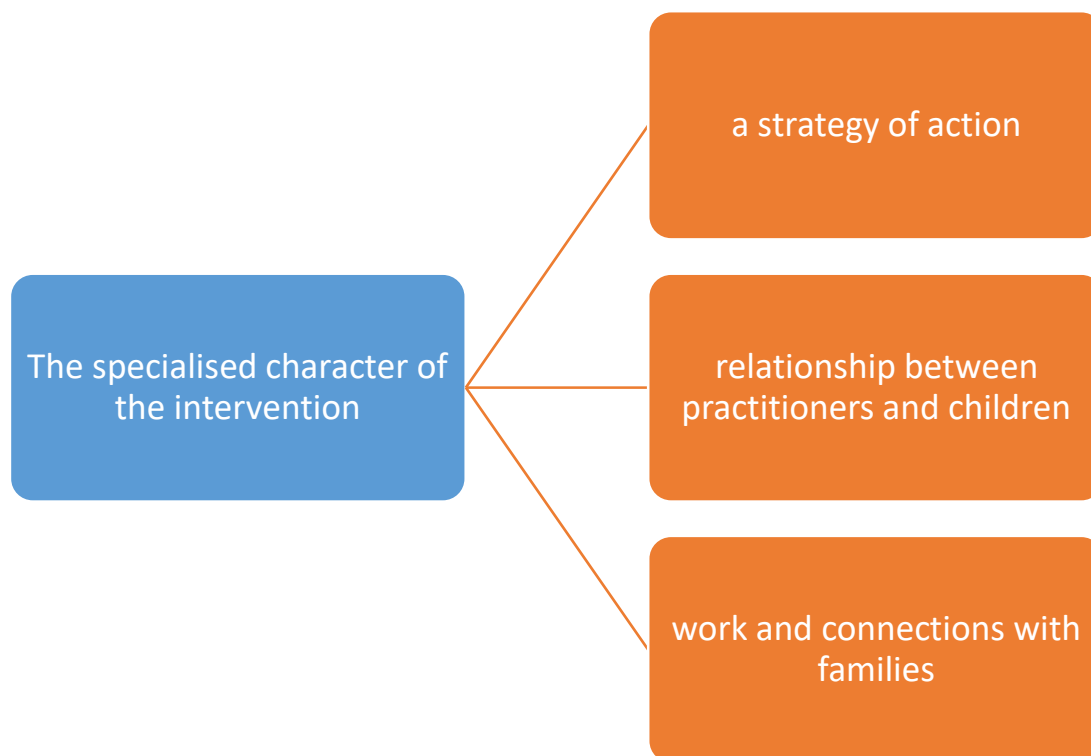 The specialised character of
the intervention
a strategy of action
relationship between
practitioners and children
work and connections with
families